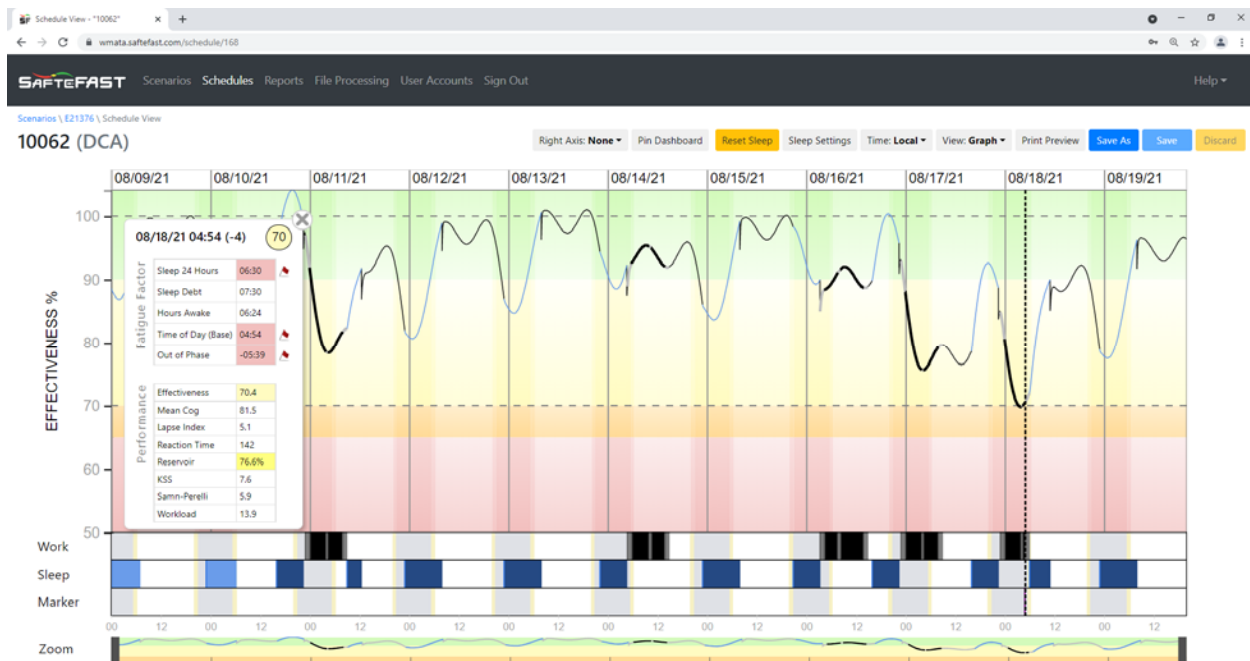 Schedule View - "10062"
wmata.saftefast.com/schedule/168
SAFTEFAST Scenarios Schedules Reports File Processing User Accounts Sign Out Help
Scenarios \ E21376 \ Schedule View
10062 (DCA)
Right Axis: None Pin Dashboard Reset Sleep Sleep Settings Time: Local View: Graph Print Preview Save As Save Discard
08/09/21 08/10/21 08/11/21 08/12/21 08/13/21 08/14/21 08/15/21 08/16/21 08/17/21 08/18/21 08/19/21
EFFECTIVENESS %
100
90
80
70
60
50
08/18/21 04:54 (-4) 70
Fatigue Factor
Sleep 24 Hours 06:30
Sleep Debt 07:30
Hours Awake 06:24
Time of Day (Base) 04:54
Out of Phase -05:39
Performance
Effectiveness 70.4
Mean Cog 81.5
Lapse Index 5.1
Reaction Time 142
Reservoir 76.6%
KSS 7.6
Samn-Perelli 5.9
Workload 13.9
Work
Sleep
Marker
00 12 00 12 00 12 00 12 00 12 00 12 00 12 00 12 00 12 00 12 00 12
Zoom